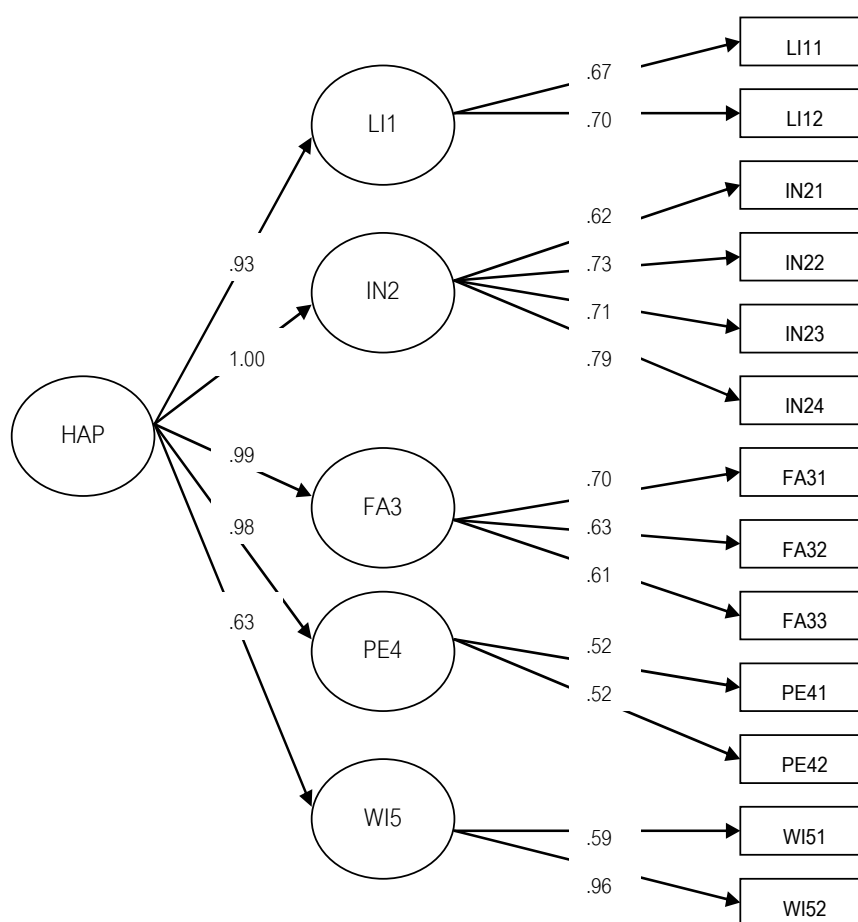 LI11
.67
LI1
LI12
.70
IN21
.62
.93
.73
IN22
IN2
.71
IN23
1.00
.79
IN24
HAP
.99
.70
FA31
FA3
.98
.63
FA32
.61
FA33
.63
PE4
.52
PE41
.52
PE42
WI5
.59
WI51
.96
WI52